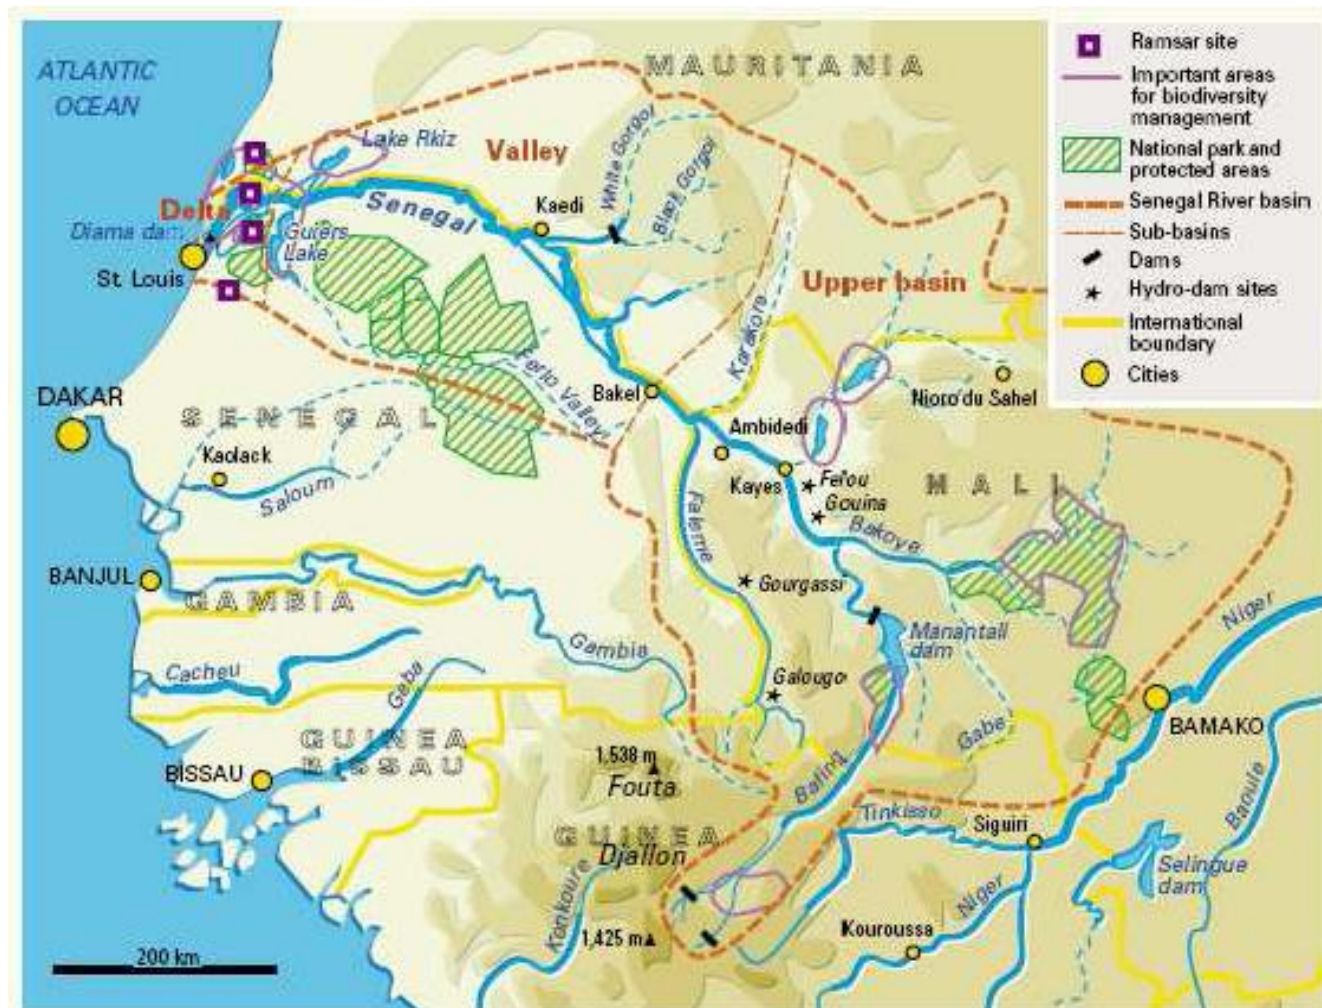 ATLANTIC
OCEAN
MAURITANIA
Ramsar site
Important areas
for biodiversity
management
National park and
protected areas
Senegal River basin
Sub-basins
Dams
Hydro-dam sites
International
boundary
Cities
Lake Rkiz
Valley
White Gorgol
Black Gorgol
Kaedi
Senegal
Delta
Diama dam
Guiers
Lake
St. Louis
Upper basin
Karakore
Ferlo Valley
Bakel
Nioro du Sahel
DAKAR
SENEGAL
Ambidedi
Kaolack
Saloum
Kayes
Felou
Gouina
MALI
Bakoye
Faleme
Gourgassi
BANJUL
GAMBIA
Gambia
Manantali
dam
Niger
Cacheu
Geba
Galougo
BAMAKO
GUINEA
BISSAU
BISSAU
Gabe
1,538 m
Fouta
Bafing
Baoule
GUINEA
Djallon
Tinkisso
Siguiri
Selingue
dam
Konkoure
1,425 m
Kouroussa
Niger
200 km